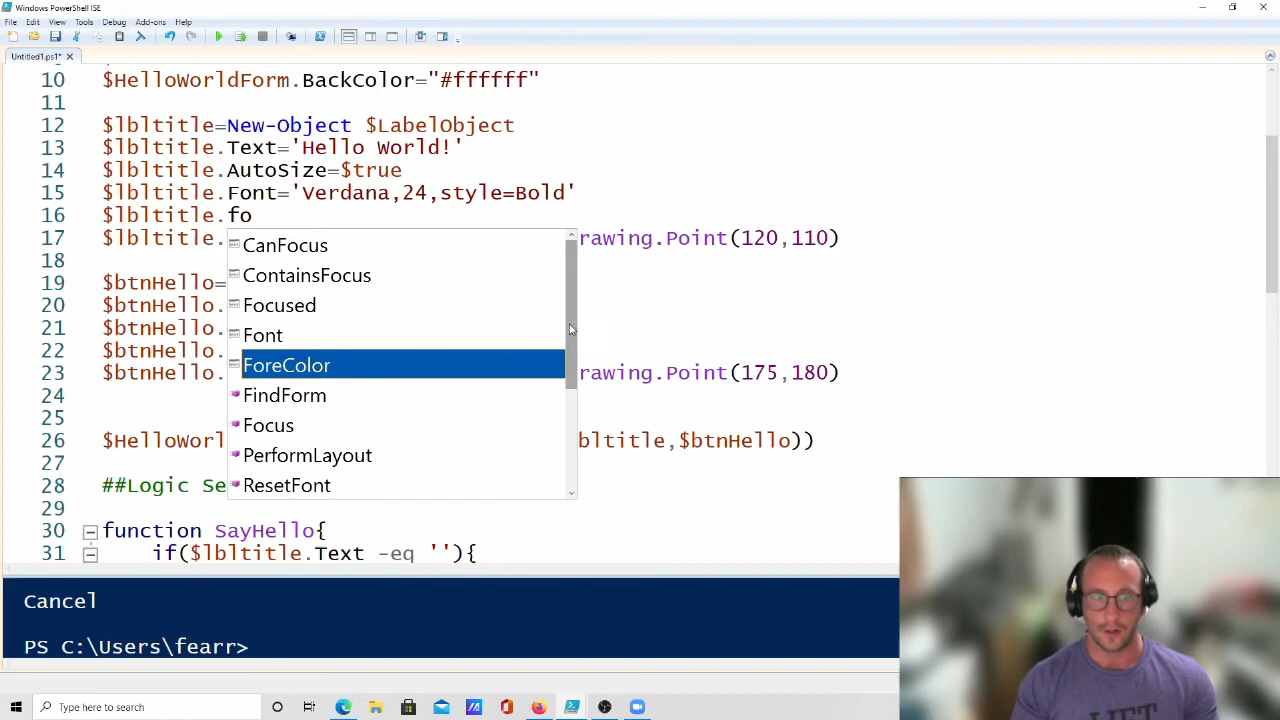 Windows PowerShell ISE
File Edit View Tools Debug Add-ons Help
Untitled1.ps1* X
10 $HelloWorldForm.BackColor="#ffffff"
11
12 $lbltitle=New-Object $LabelObject
13 $lbltitle.Text='Hello World!'
14 $lbltitle.AutoSize=$true
15 $lbltitle.Font='Verdana,24,style=Bold'
16 $lbltitle.fo
17 $lbltitle. rawing.Point(120,110)
CanFocus
ContainsFocus
Focused
Font
ForeColor
FindForm
Focus
PerformLayout
ResetFont
18
19 $btnHello=
20 $btnHello.
21 $btnHello.
22 $btnHello.
23 $btnHello. rawing.Point(175,180)
24
25
26 $HelloWorl bltitle,$btnHello))
27
28 ##Logic Se
29
30 function SayHello{
31 if($lbltitle.Text -eq ''){
Cancel
PS C:\Users\fearr>
Type here to search